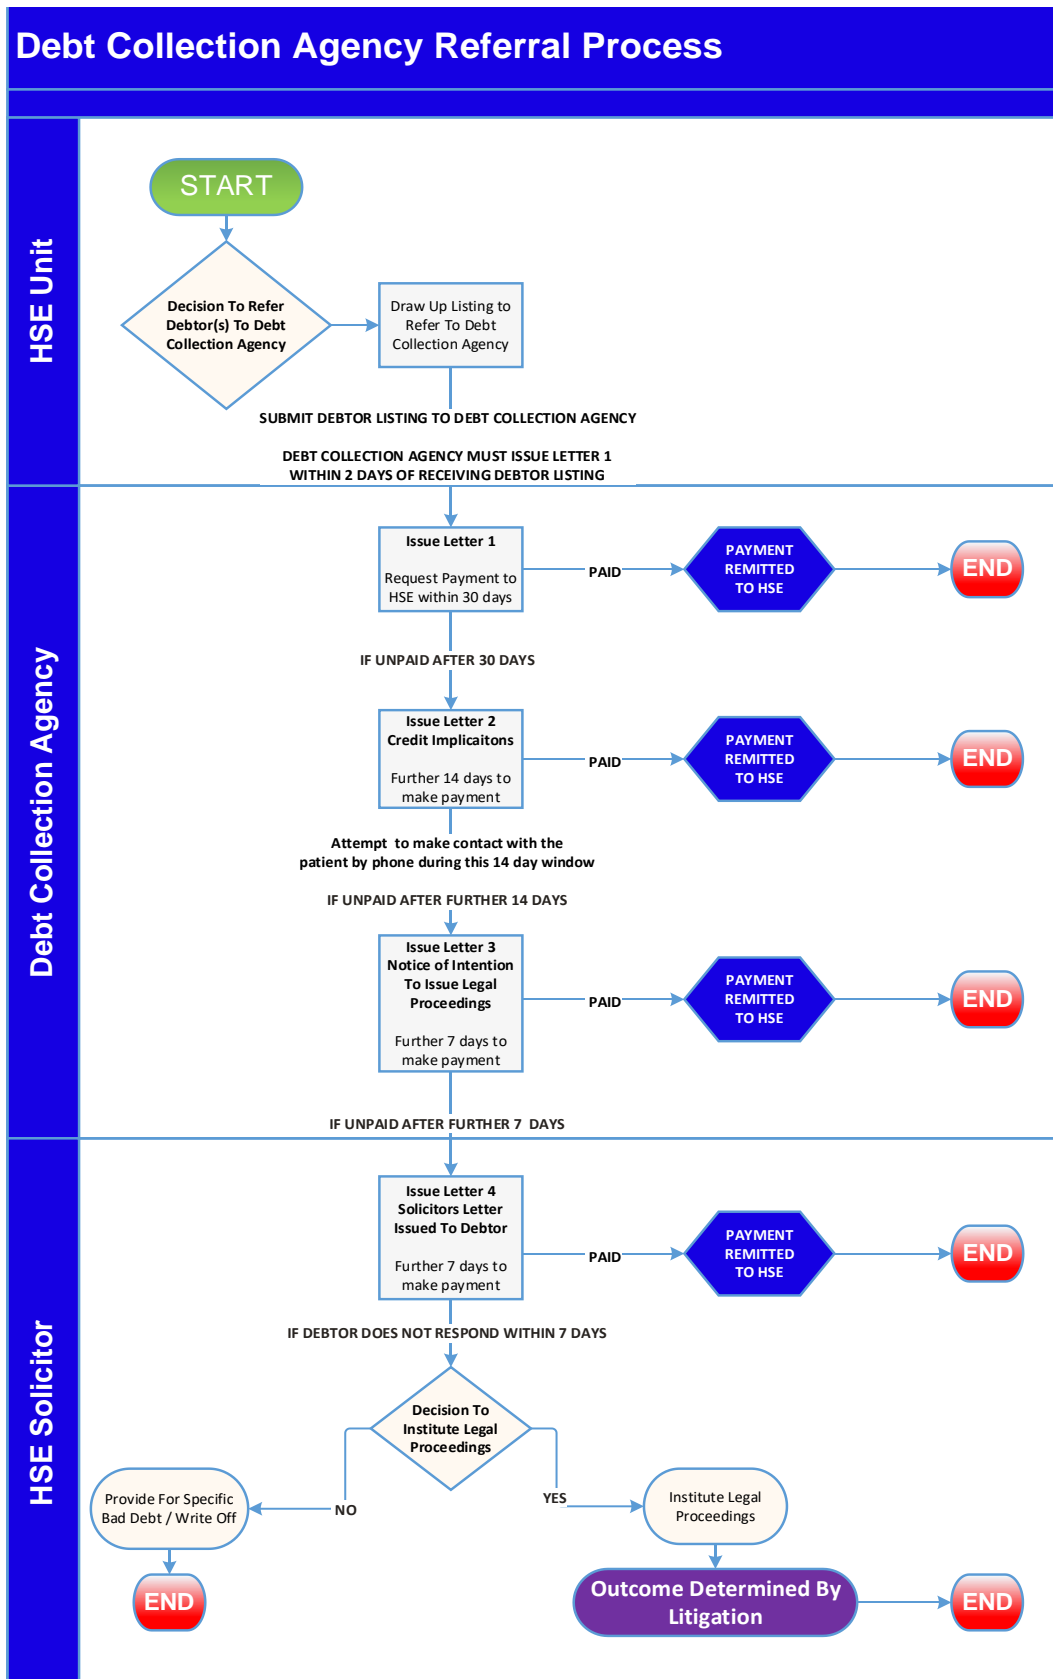 Debt Collection Agency Referral Process
HSE Unit
START
Decision To Refer
Debtor(s) To Debt
Collection Agency
Draw Up Listing to
Refer To Debt
Collection Agency
SUBMIT DEBTOR LISTING TO DEBT COLLECTION AGENCY
DEBT COLLECTION AGENCY MUST ISSUE LETTER 1
WITHIN 2 DAYS OF RECEIVING DEBTOR LISTING
Debt Collection Agency
Issue Letter 1
Request Payment to
HSE within 30 days
PAID
PAYMENT
REMITTED
TO HSE
END
IF UNPAID AFTER 30 DAYS
Issue Letter 2
Credit Implicaitons
Further 14 days to
make payment
PAID
PAYMENT
REMITTED
TO HSE
END
Attempt to make contact with the
patient by phone during this 14 day window
IF UNPAID AFTER FURTHER 14 DAYS
Issue Letter 3
Notice of Intention
To Issue Legal
Proceedings
Further 7 days to
make payment
PAID
PAYMENT
REMITTED
TO HSE
END
IF UNPAID AFTER FURTHER 7 DAYS
HSE Solicitor
Issue Letter 4
Solicitors Letter
Issued To Debtor
Further 7 days to
make payment
PAID
PAYMENT
REMITTED
TO HSE
END
IF DEBTOR DOES NOT RESPOND WITHIN 7 DAYS
Decision To
Institute Legal
Proceedings
NO
Provide For Specific
Bad Debt / Write Off
END
YES
Institute Legal
Proceedings
Outcome Determined By
Litigation
END